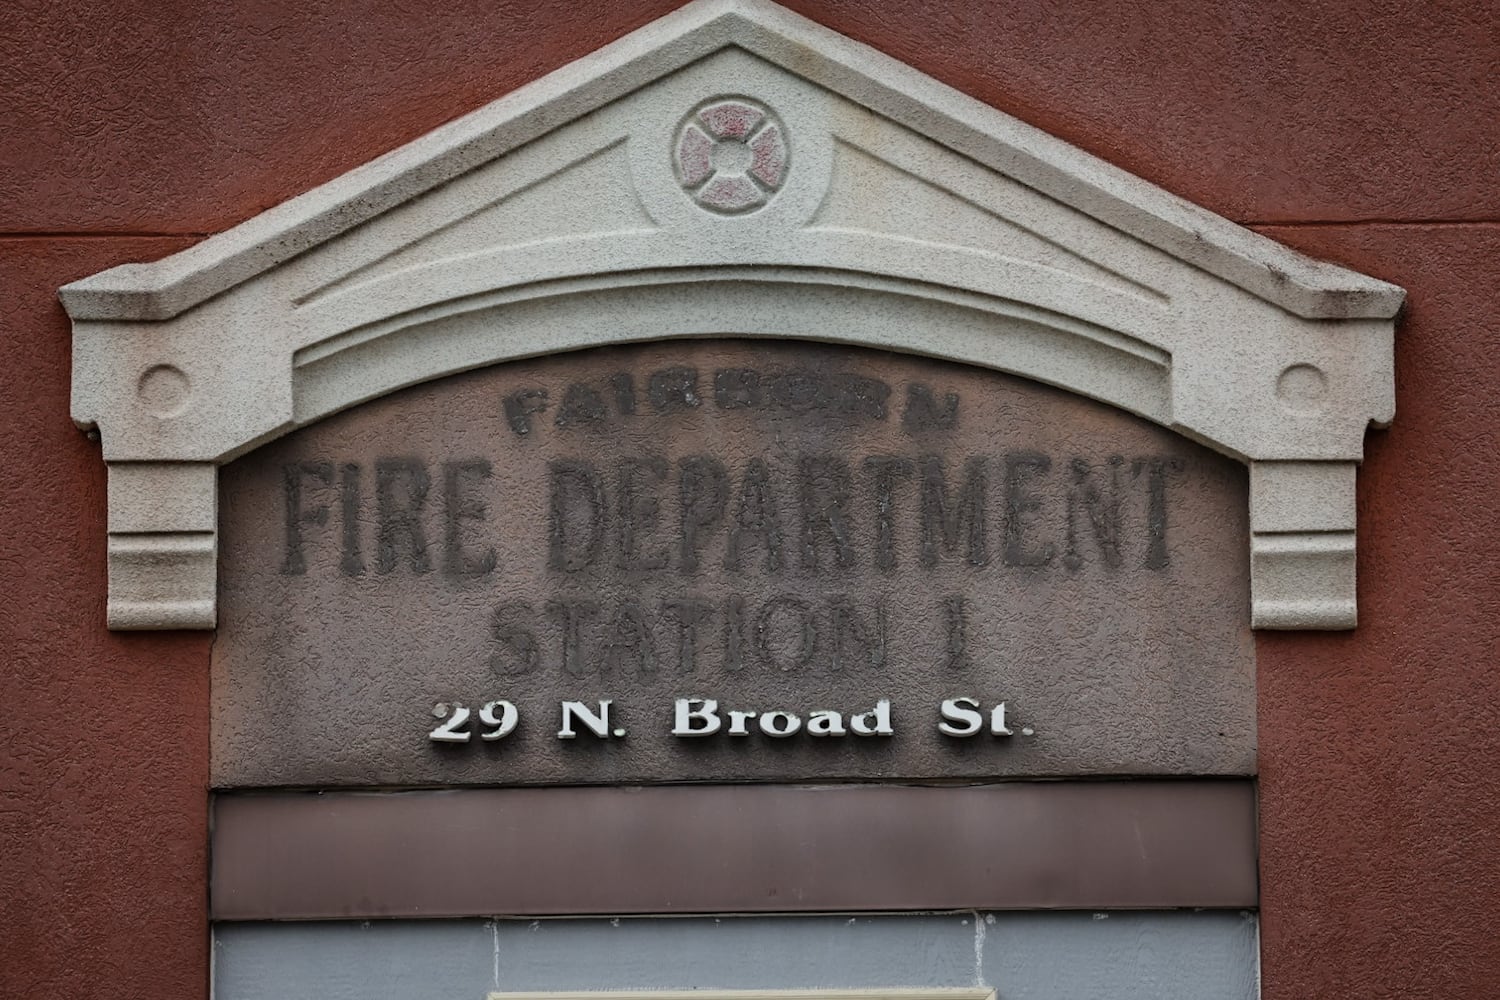 FAIRBORN
FIRE DEPARTMENT
STATION 1
29 N. Broad St.